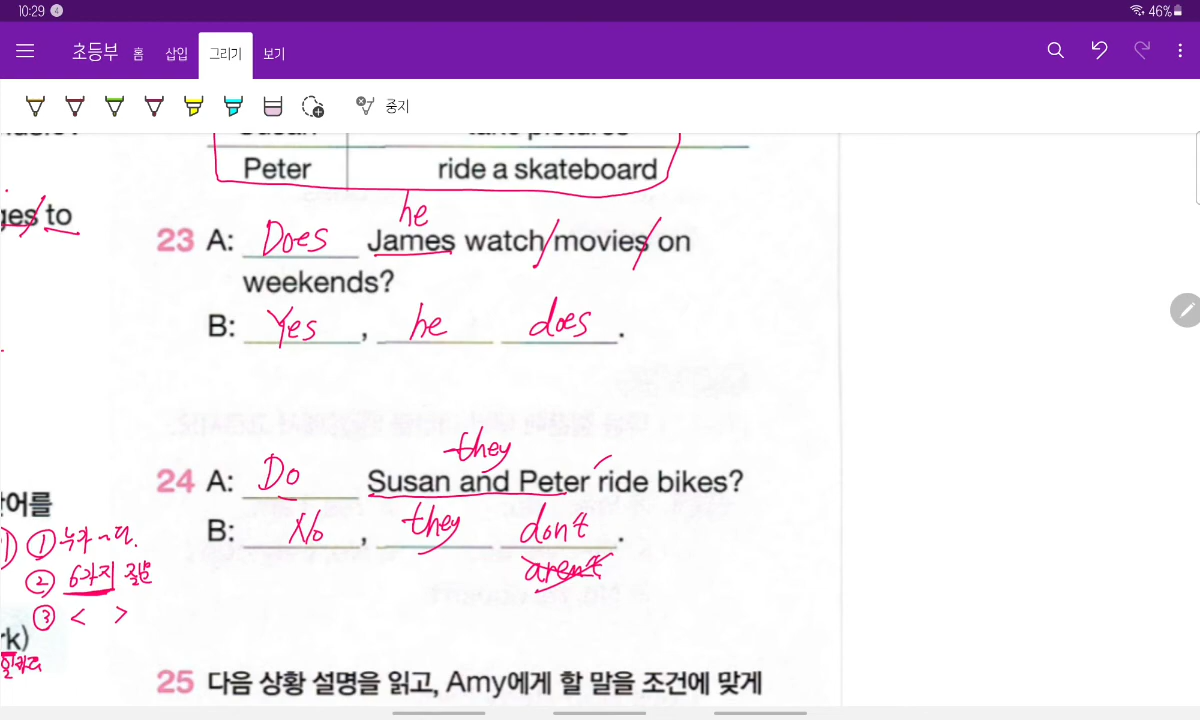 10:29 4 46%
초등부 홈 삽입 그리기 보기
중지
Susan take pictures
Peter ride a skateboard
ges to
he
23 A: Does James watch movies on
weekends?
B: Yes, he does.
they
24 A: Do Susan and Peter ride bikes?
B: No, they don't.
aren't
어를
① 누가 ~다.
② 6가지
③ < >
rk)
25 다음 상황 설명을 읽고, Amy에게 할 말을 조건에 맞게